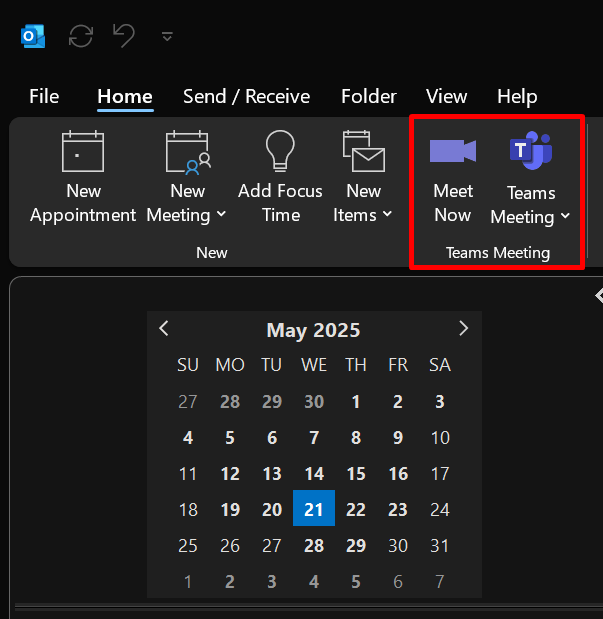 File Home Send / Receive Folder View Help
New Appointment
New Meeting
Add Focus Time
New Items
New
Meet Now
Teams Meeting
Teams Meeting
May 2025
SU MO TU WE TH FR SA
27 28 29 30 1 2 3
4 5 6 7 8 9 10
11 12 13 14 15 16 17
18 19 20 21 22 23 24
25 26 27 28 29 30 31
1 2 3 4 5 6 7